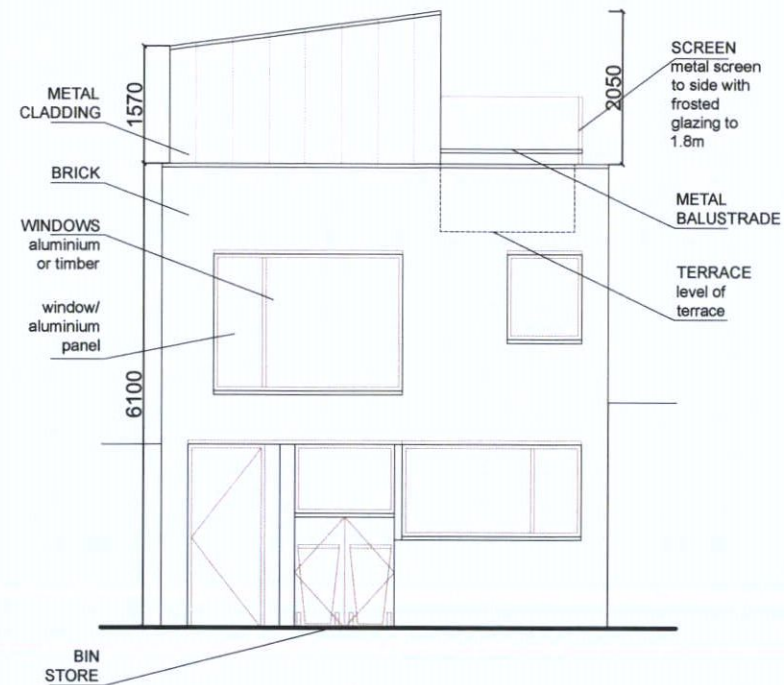 METAL
CLADDING
1570
BRICK
WINDOWS
aluminium
or timber
window/
aluminium
panel
6100
BIN
STORE
2050
SCREEN
metal screen
to side with
frosted
glazing to
1.8m
METAL
BALUSTRADE
TERRACE
level of
terrace